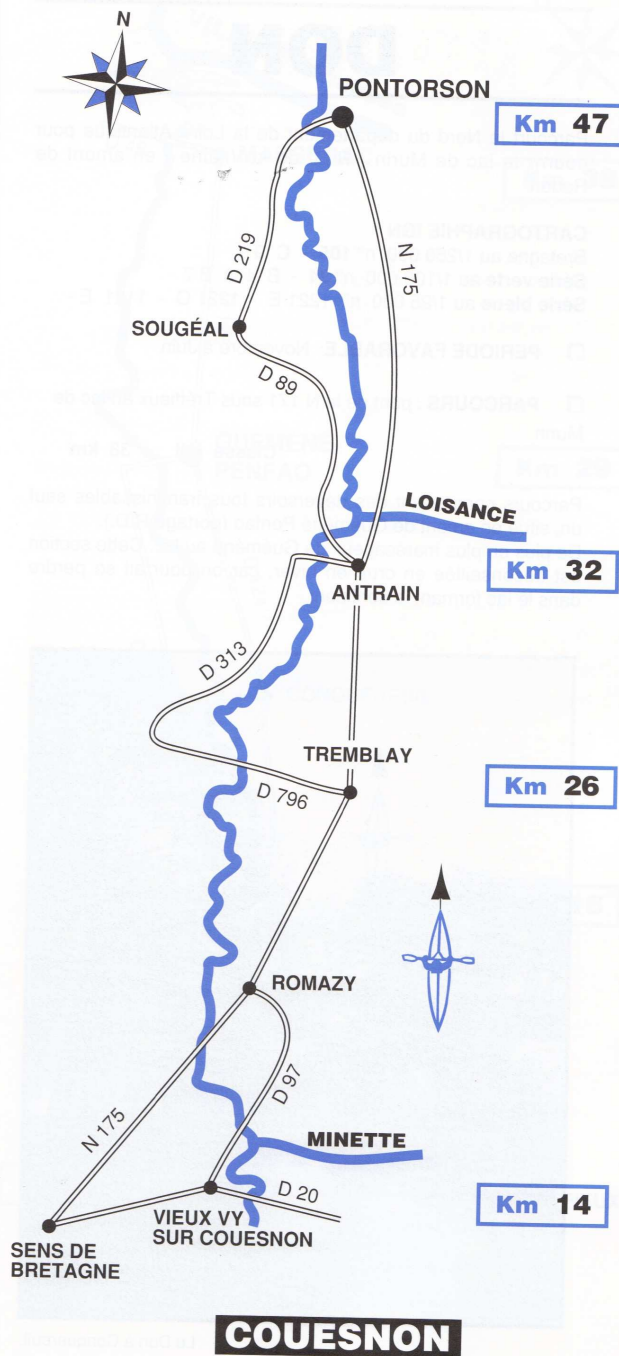 N
PONTORSON
Km 47
D 219
N 175
SOUGÉAL
D 89
LOISANCE
Km 32
ANTRAIN
D 313
TREMBLAY
D 796
Km 26
ROMAZY
D 97
N 175
MINETTE
D 20
Km 14
VIEUX VY
SUR COUESNON
SENS DE
BRETAGNE
COUESNON